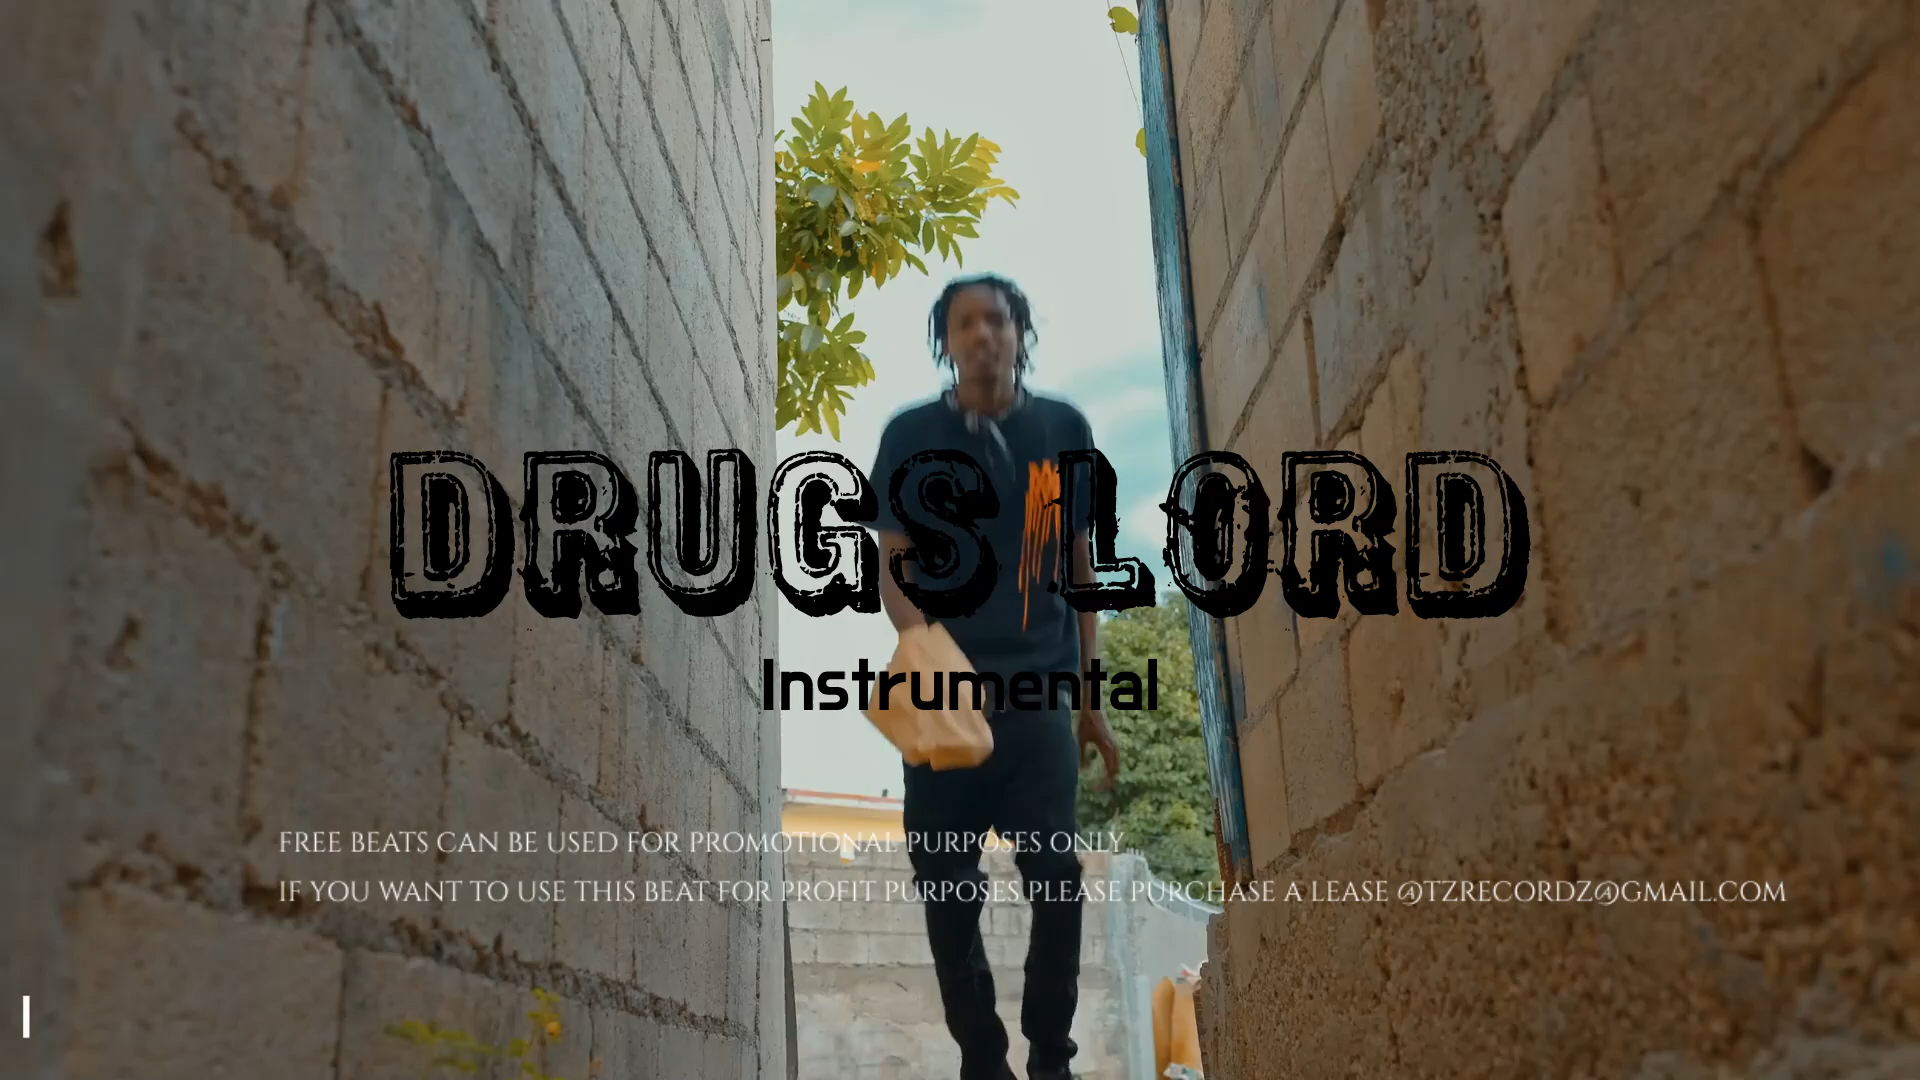 DRUGS LORD
Instrumental
FREE BEATS CAN BE USED FOR PROMOTIONAL PURPOSES ONLY
IF YOU WANT TO USE THIS BEAT FOR PROFIT PURPOSES PLEASE PURCHASE A LEASE @TZRECORDZ@GMAIL.COM